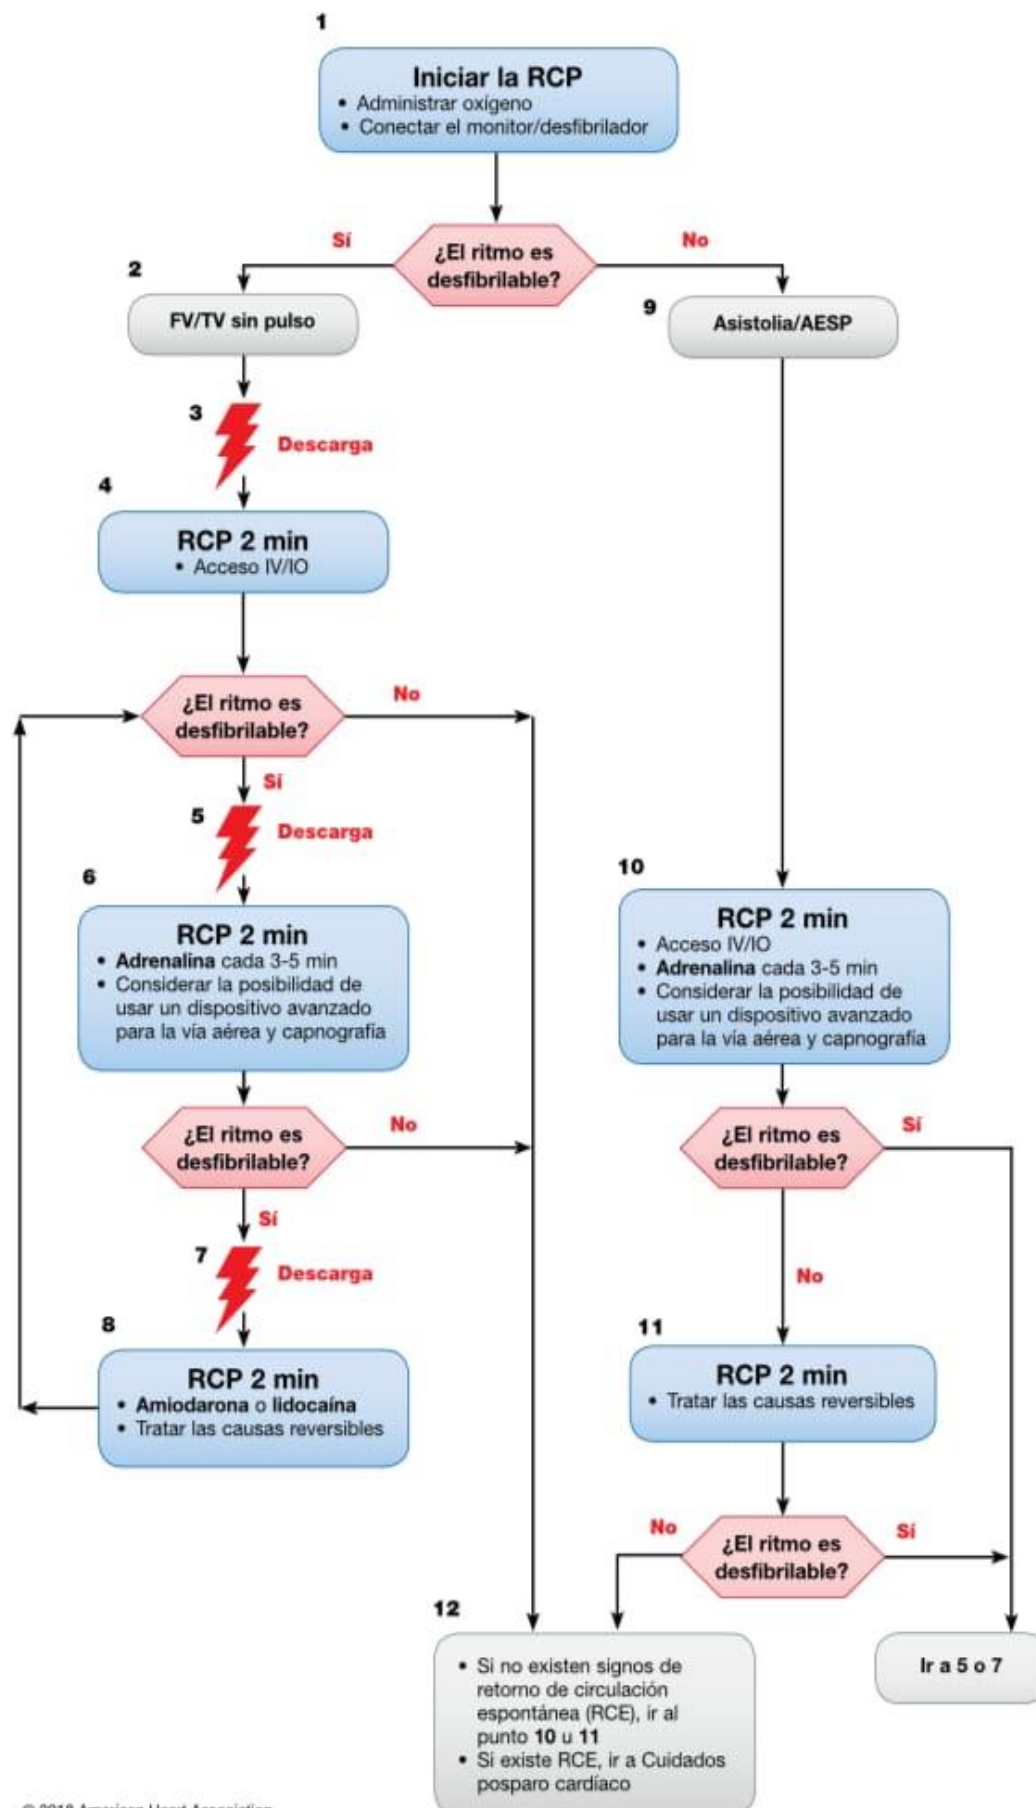 1
Iniciar la RCP
• Administrar oxígeno
• Conectar el monitor/desfibrilador
¿El ritmo es
desfibrilable?
Sí
No
2
FV/TV sin pulso
9
Asistolia/AESP
3
Descarga
4
RCP 2 min
• Acceso IV/IO
¿El ritmo es
desfibrilable?
No
Sí
5
Descarga
6
RCP 2 min
• Adrenalina cada 3-5 min
• Considerar la posibilidad de
usar un dispositivo avanzado
para la vía aérea y capnografía
¿El ritmo es
desfibrilable?
No
Sí
7
Descarga
8
RCP 2 min
• Amiodarona o lidocaína
• Tratar las causas reversibles
10
RCP 2 min
• Acceso IV/IO
• Adrenalina cada 3-5 min
• Considerar la posibilidad de
usar un dispositivo avanzado
para la vía aérea y capnografía
¿El ritmo es
desfibrilable?
Sí
No
11
RCP 2 min
• Tratar las causas reversibles
¿El ritmo es
desfibrilable?
No
Sí
12
• Si no existen signos de
retorno de circulación
espontánea (RCE), ir al
punto 10 u 11
• Si existe RCE, ir a Cuidados
posparo cardíaco
Ir a 5 o 7
© 2018 American Heart Association